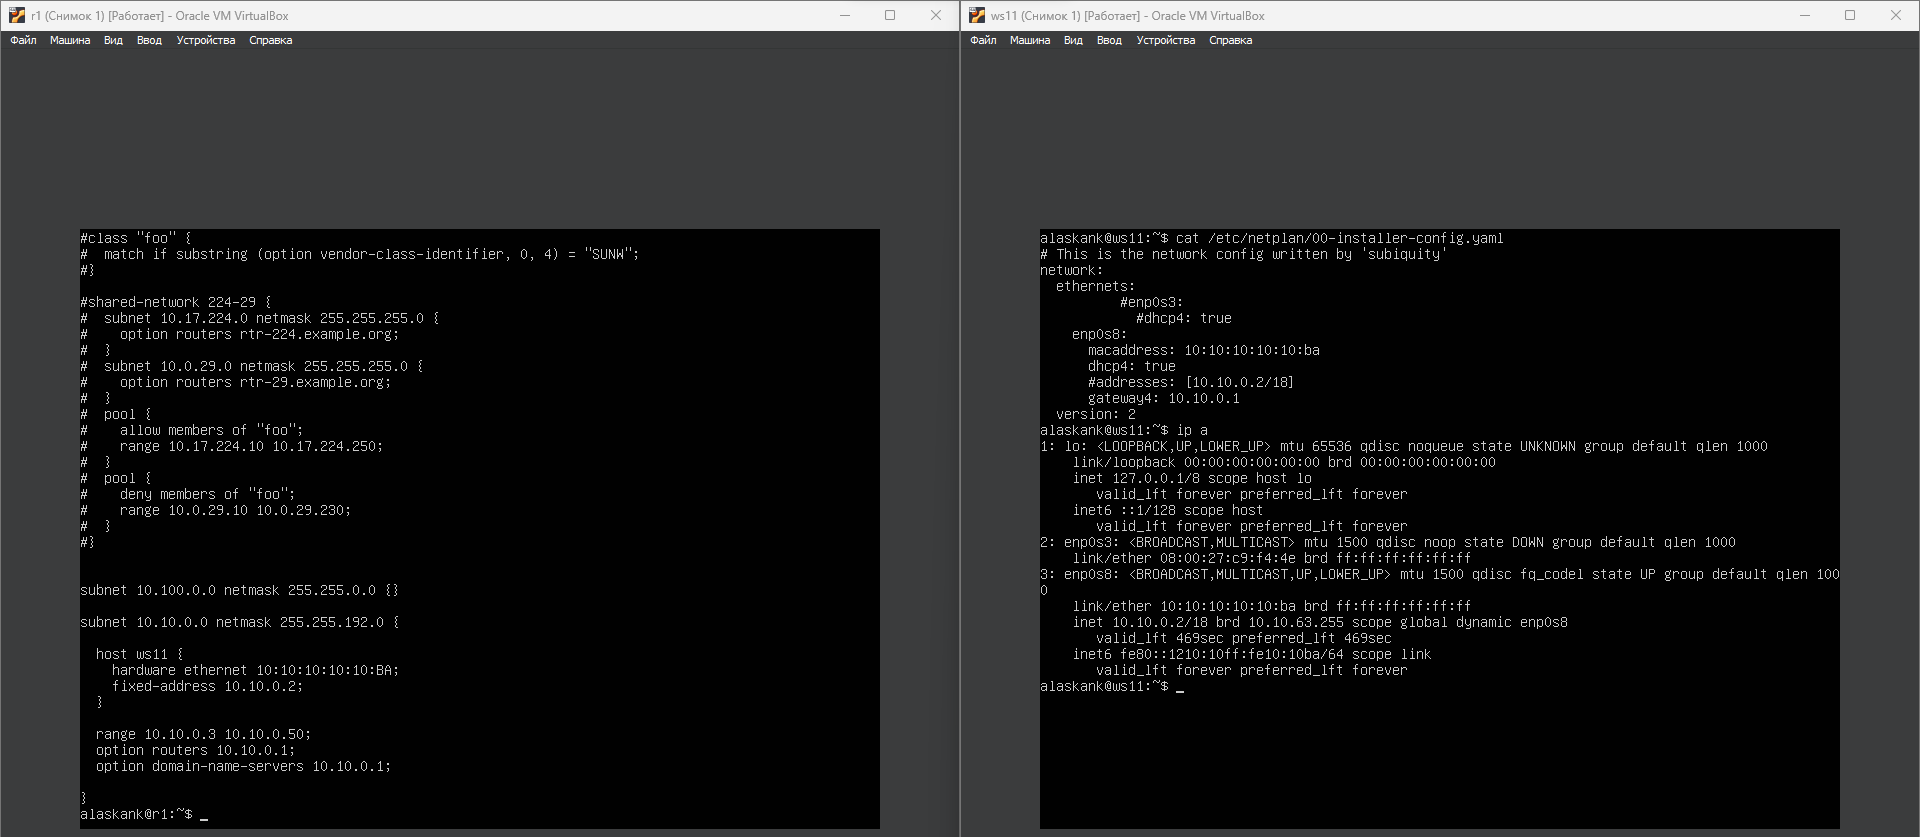 r1 (Снимок 1) [Работает] - Oracle VM VirtualBox
Файл Машина Вид Ввод Устройства Справка
#class "foo" {
#  match if substring (option vendor-class-identifier, 0, 4) = "SUNW";
#}
#shared-network 224-29 {
#  subnet 10.17.224.0 netmask 255.255.255.0 {
#    option routers rtr-224.example.org;
#  }
#  subnet 10.0.29.0 netmask 255.255.255.0 {
#    option routers rtr-29.example.org;
#  }
#  pool {
#    allow members of "foo";
#    range 10.17.224.10 10.17.224.250;
#  }
#  pool {
#    deny members of "foo";
#    range 10.0.29.10 10.0.29.230;
#  }
#}
subnet 10.100.0.0 netmask 255.255.0.0 {}
subnet 10.10.0.0 netmask 255.255.192.0 {
  host ws11 {
    hardware ethernet 10:10:10:10:10:BA;
    fixed-address 10.10.0.2;
  }
  range 10.10.0.3 10.10.0.50;
  option routers 10.10.0.1;
  option domain-name-servers 10.10.0.1;
}
alaskank@r1:~$ _
ws11 (Снимок 1) [Работает] - Oracle VM VirtualBox
Файл Машина Вид Ввод Устройства Справка
alaskank@ws11:~$ cat /etc/netplan/00-installer-config.yaml
# This is the network config written by 'subiquity'
network:
  ethernets:
          #enp0s3:
            #dhcp4: true
    enp0s8:
      macaddress: 10:10:10:10:10:ba
      dhcp4: true
      #addresses: [10.10.0.2/18]
      gateway4: 10.10.0.1
  version: 2
alaskank@ws11:~$ ip a
1: lo: <LOOPBACK,UP,LOWER_UP> mtu 65536 qdisc noqueue state UNKNOWN group default qlen 1000
    link/loopback 00:00:00:00:00:00 brd 00:00:00:00:00:00
    inet 127.0.0.1/8 scope host lo
       valid_lft forever preferred_lft forever
    inet6 ::1/128 scope host
       valid_lft forever preferred_lft forever
2: enp0s3: <BROADCAST,MULTICAST> mtu 1500 qdisc noop state DOWN group default qlen 1000
    link/ether 08:00:27:c9:f4:4e brd ff:ff:ff:ff:ff:ff
3: enp0s8: <BROADCAST,MULTICAST,UP,LOWER_UP> mtu 1500 qdisc fq_codel state UP group default qlen 100
0
    link/ether 10:10:10:10:10:ba brd ff:ff:ff:ff:ff:ff
    inet 10.10.0.2/18 brd 10.10.63.255 scope global dynamic enp0s8
       valid_lft 469sec preferred_lft 469sec
    inet6 fe80::1210:10ff:fe10:10ba/64 scope link
       valid_lft forever preferred_lft forever
alaskank@ws11:~$ _